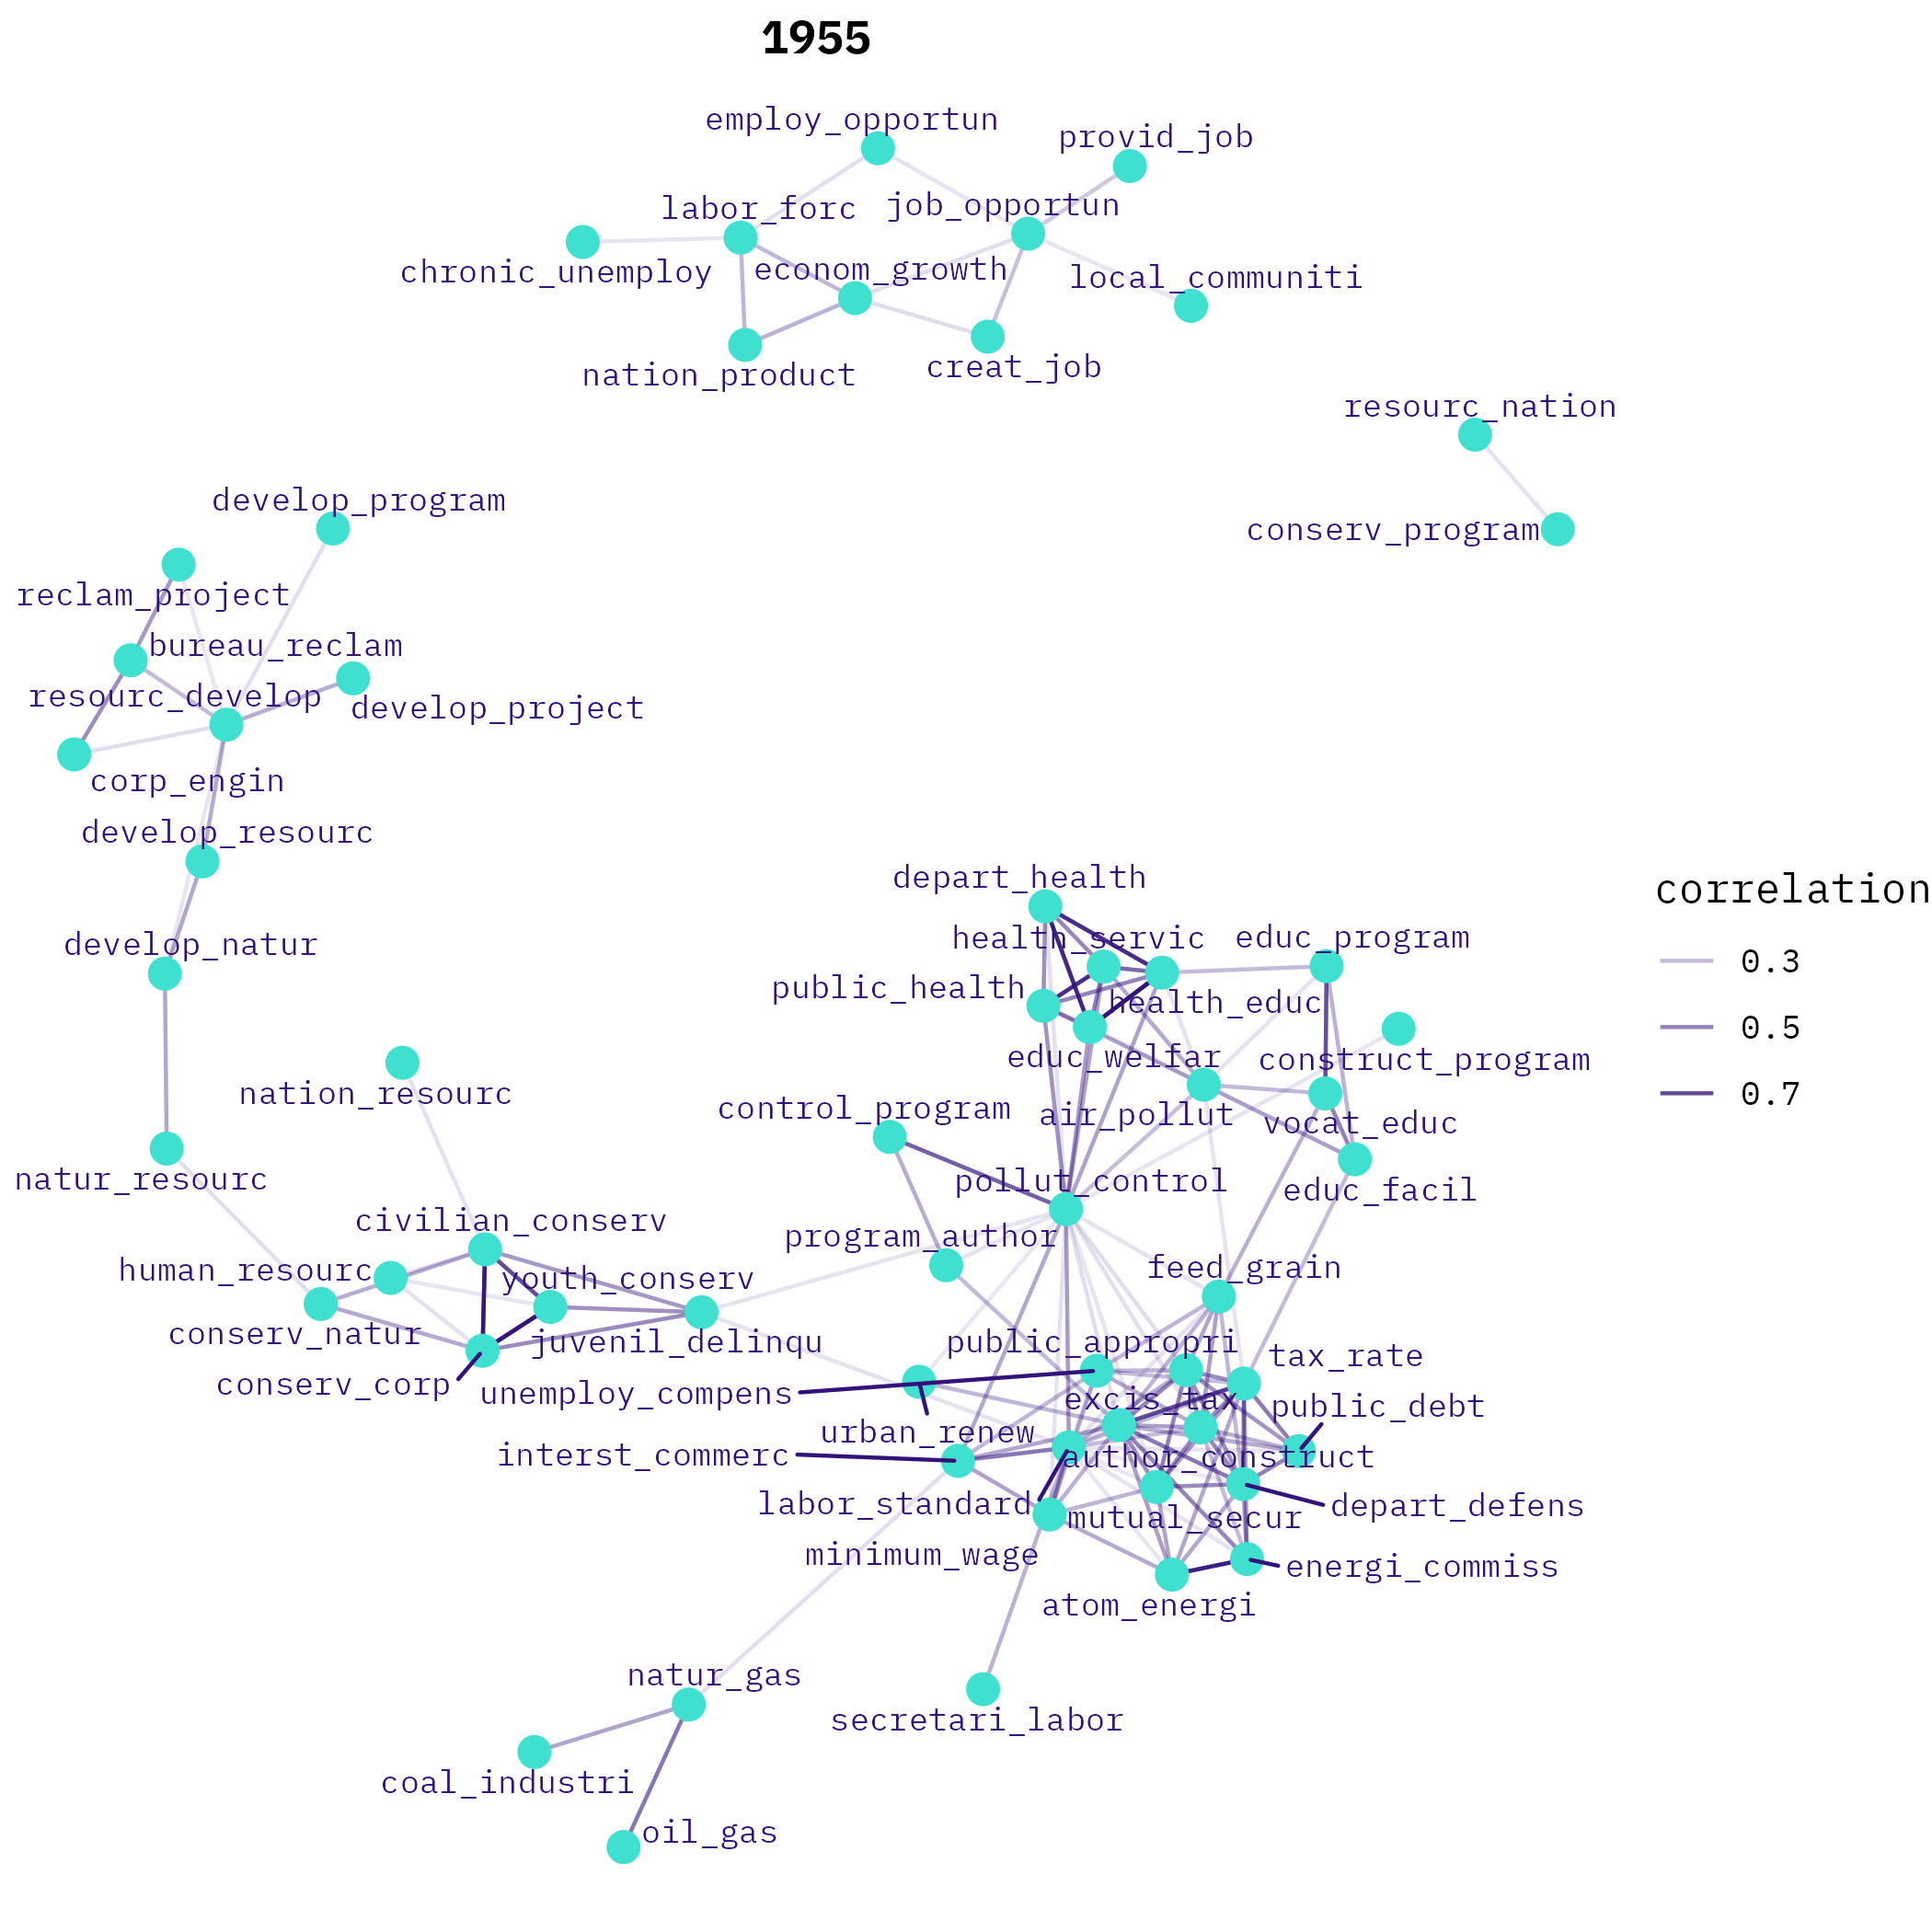 1955
employ_opportun
provid_job
labor_forc
job_opportun
chronic_unemploy
econom_growth
local_communiti
nation_product
creat_job
resourc_nation
develop_program
conserv_program
reclam_project
bureau_reclam
resourc_develop
develop_project
corp_engin
develop_resourc
depart_health
correlation
develop_natur
health_servic
educ_program
0.3
public_health
health_educ
0.5
educ_welfar
construct_program
nation_resourc
0.7
control_program
air_pollut
vocat_educ
natur_resourc
pollut_control
educ_facil
civilian_conserv
program_author
human_resourc
youth_conserv
feed_grain
conserv_natur
juvenil_delinqu
public_appropri
tax_rate
conserv_corp
unemploy_compens
excis_tax
public_debt
urban_renew
interst_commerc
author_construct
labor_standard
mutual_secur
depart_defens
minimum_wage
energi_commiss
atom_energi
natur_gas
secretari_labor
coal_industri
oil_gas